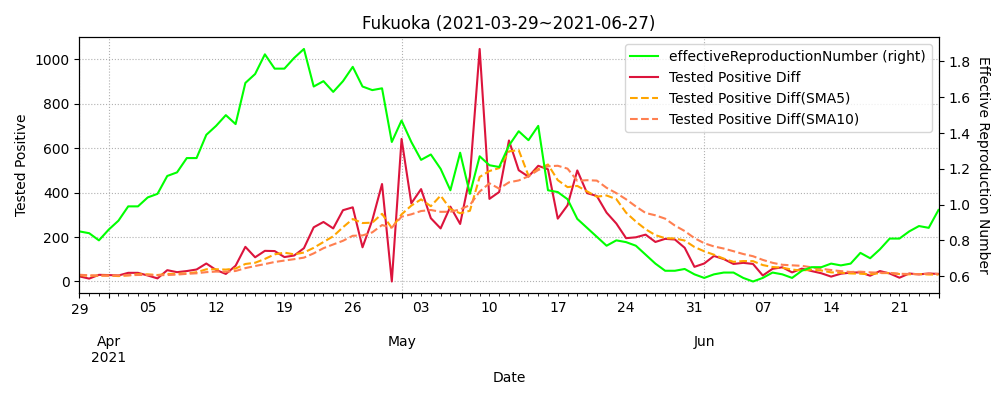 Fukuoka (2021-03-29~2021-06-27)
effectiveReproductionNumber (right)
Tested Positive Diff
Tested Positive Diff(SMA5)
Tested Positive Diff(SMA10)
Tested Positive
1000
800
600
400
200
0
Effective Reproduction Number
1.8
1.6
1.4
1.2
1.0
0.8
0.6
29 05 12 19 26 03 10 17 24 31 07 14 21
Apr May Jun
2021
Date